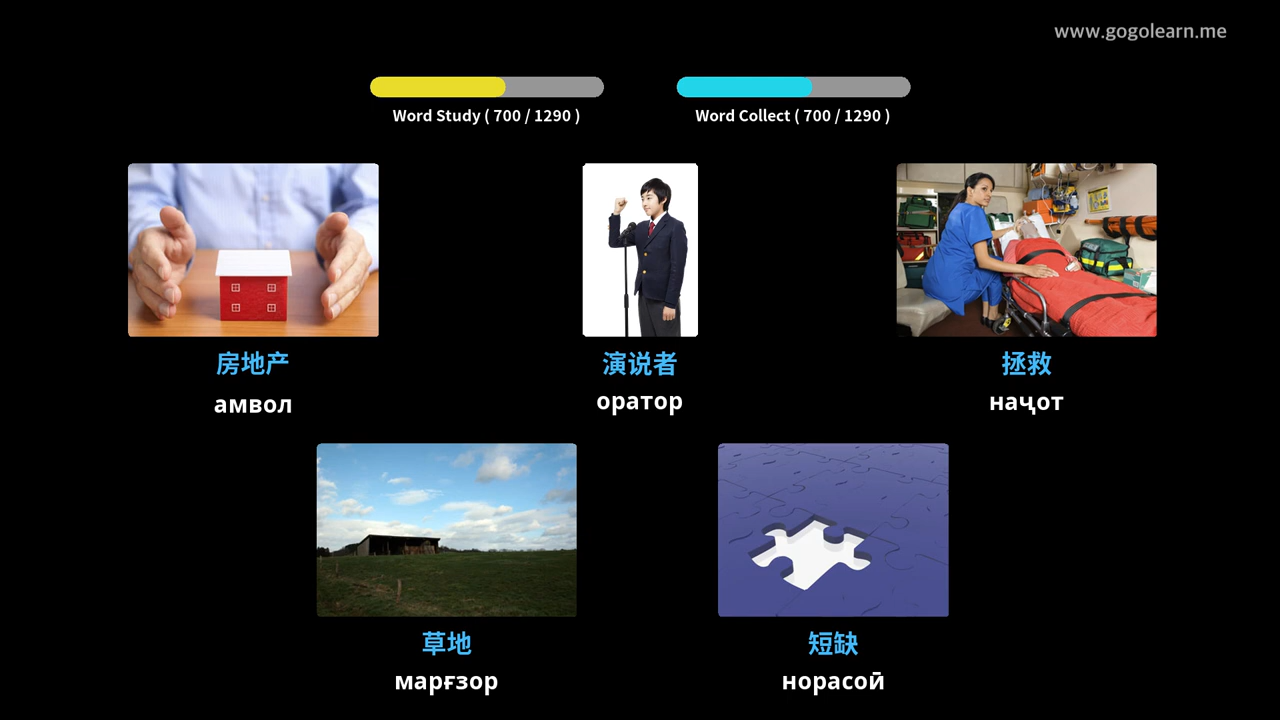 www.gogolearn.me
Word Study ( 700 / 1290 )
Word Collect ( 700 / 1290 )
房地产
амвол
演说者
оратор
拯救
наҷот
草地
марғзор
短缺
норасоӣ